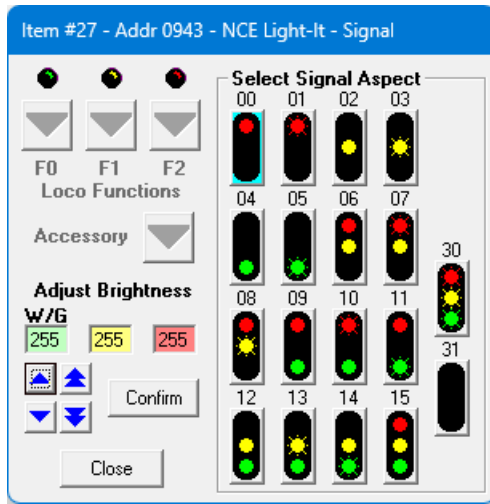 Item #27 - Addr 0943 - NCE Light-It - Signal
Select Signal Aspect
00 01 02 03
F0 F1 F2
Loco Functions
04 05 06 07
Accessory
30
Adjust Brightness
08 09 10 11
W/G
255 255 255
31
Confirm
12 13 14 15
Close